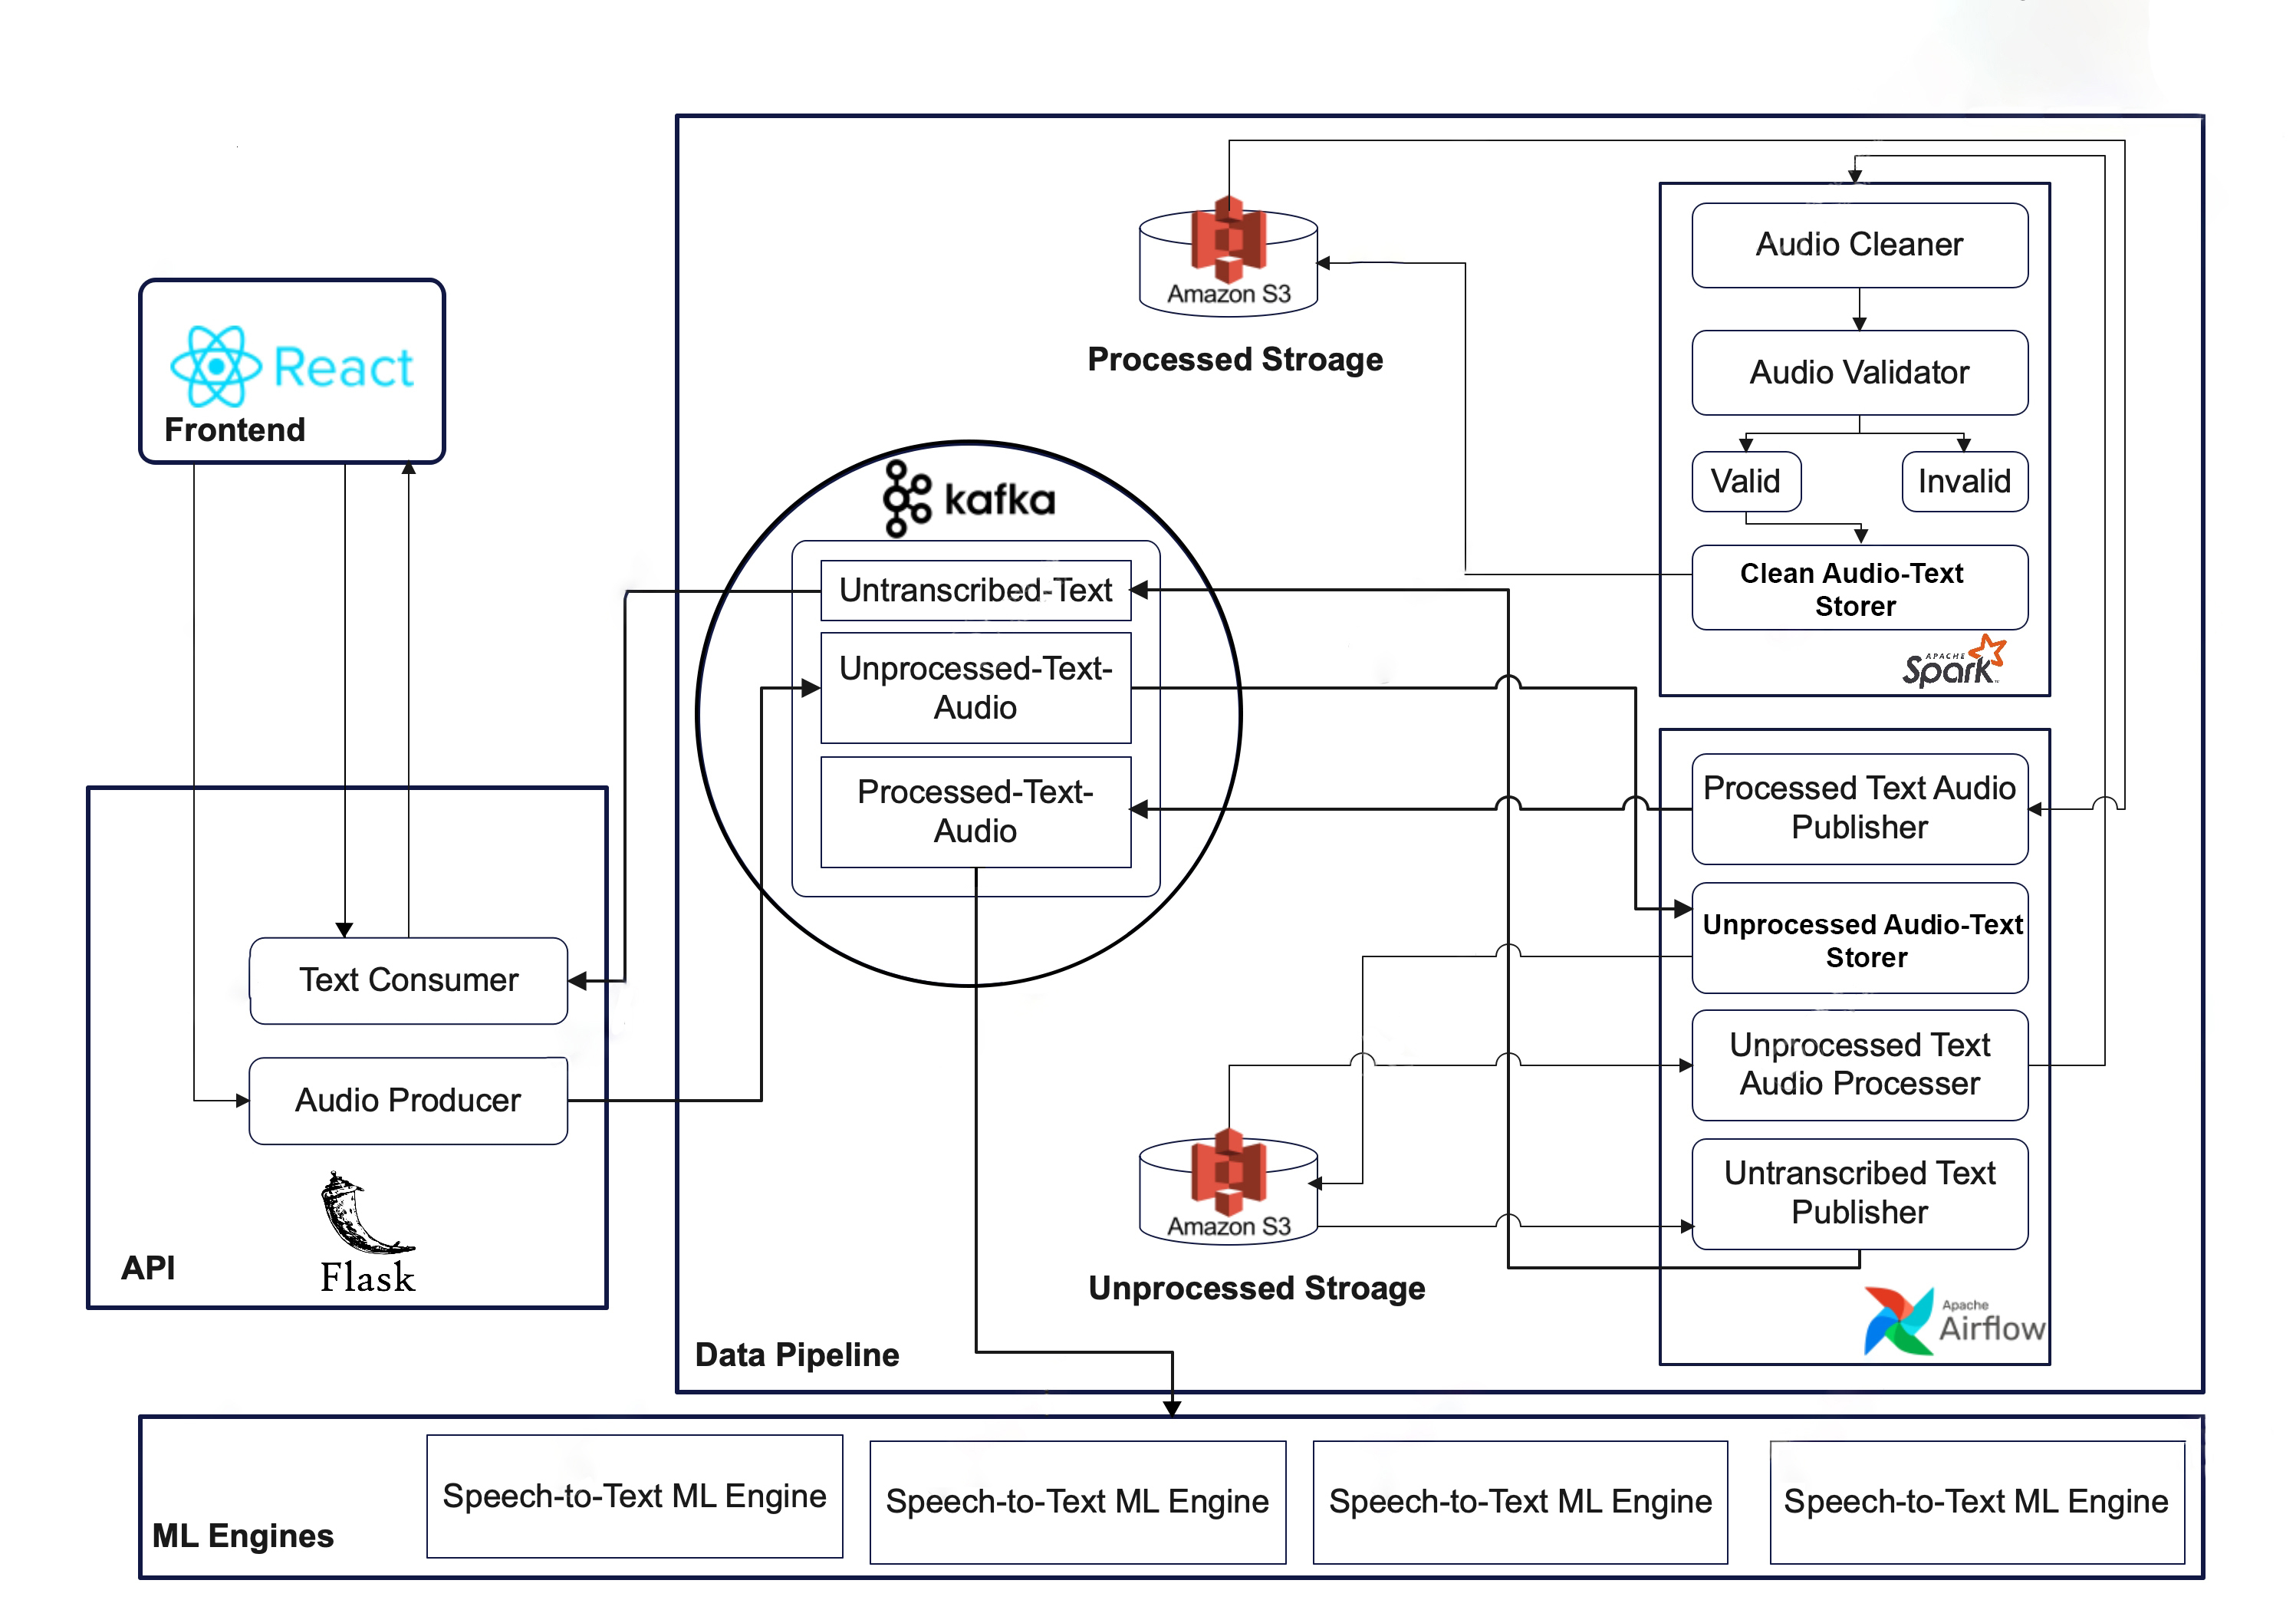 React
Frontend
Text Consumer
Audio Producer
API
Flask
Amazon S3
Processed Stroage
kafka
Untranscribed-Text
Unprocessed-Text-
Audio
Processed-Text-
Audio
Amazon S3
Unprocessed Stroage
Data Pipeline
Audio Cleaner
Audio Validator
Valid
Invalid
Clean Audio-Text
Storer
APACHE
Spark
Processed Text Audio
Publisher
Unprocessed Audio-Text
Storer
Unprocessed Text
Audio Processer
Untranscribed Text
Publisher
Apache
Airflow
ML Engines
Speech-to-Text ML Engine
Speech-to-Text ML Engine
Speech-to-Text ML Engine
Speech-to-Text ML Engine